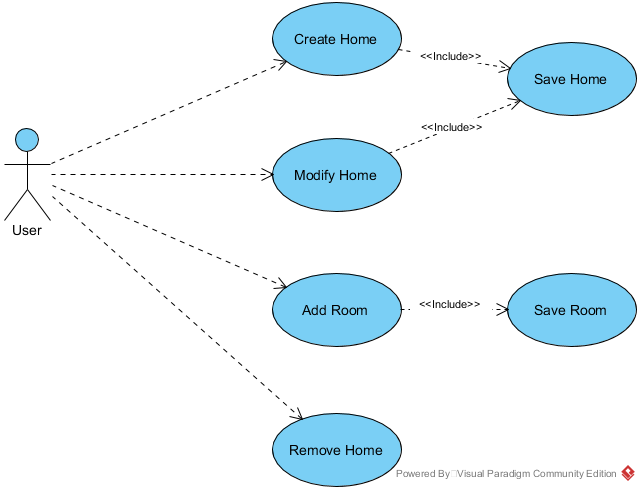 Create Home
<<Include>>
Save Home
<<Include>>
Modify Home
User
Add Room
<<Include>>
Save Room
Remove Home
Powered By Visual Paradigm Community Edition